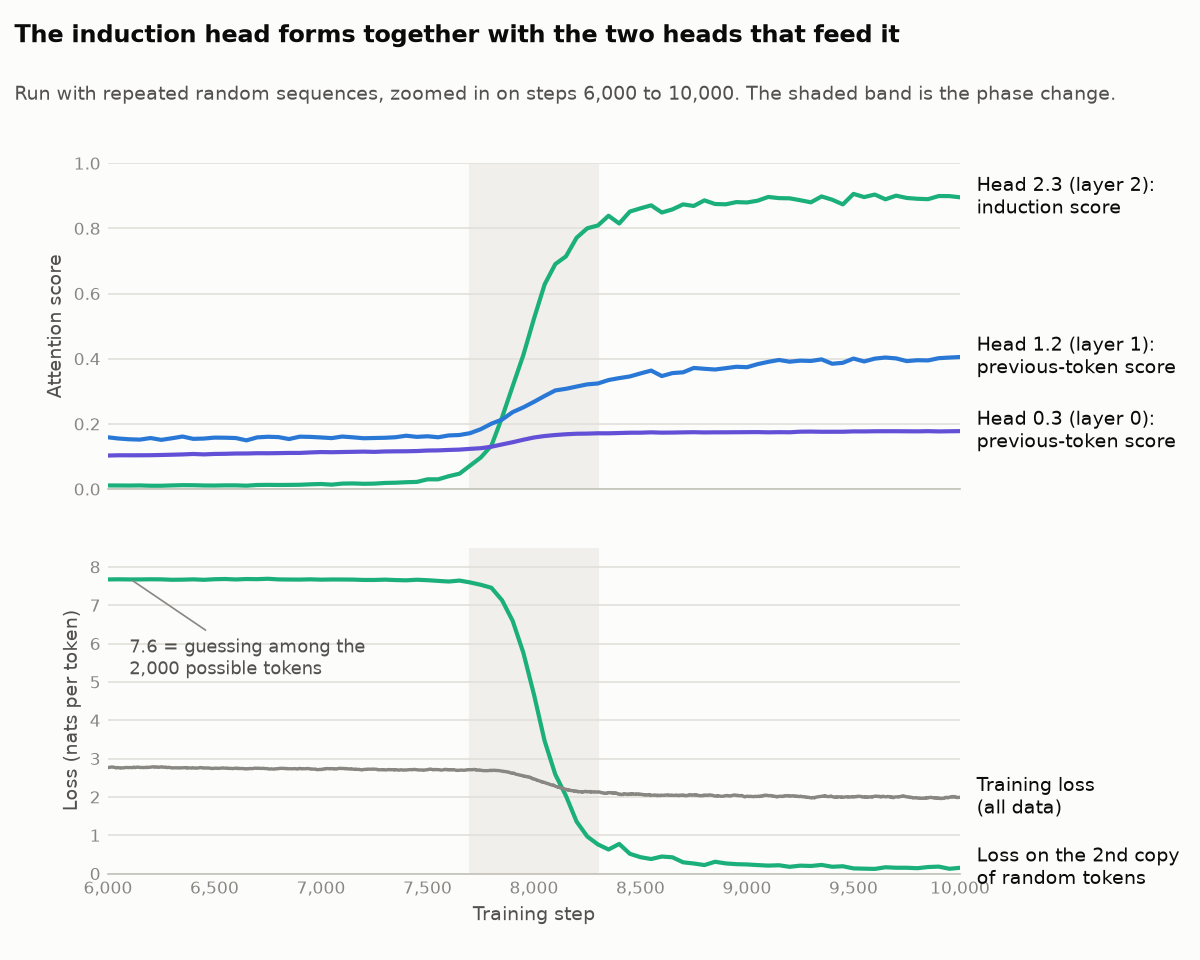 The induction head forms together with the two heads that feed it
Run with repeated random sequences, zoomed in on steps 6,000 to 10,000. The shaded band is the phase change.
1.0
0.8
0.6
0.4
0.2
0.0
Attention score
Head 2.3 (layer 2):
induction score
Head 1.2 (layer 1):
previous-token score
Head 0.3 (layer 0):
previous-token score
8
7
6
5
4
3
2
1
0
Loss (nats per token)
7.6 = guessing among the
2,000 possible tokens
Training loss
(all data)
Loss on the 2nd copy
of random tokens
6,000
6,500
7,000
7,500
8,000
8,500
9,000
9,500
10,000
Training step